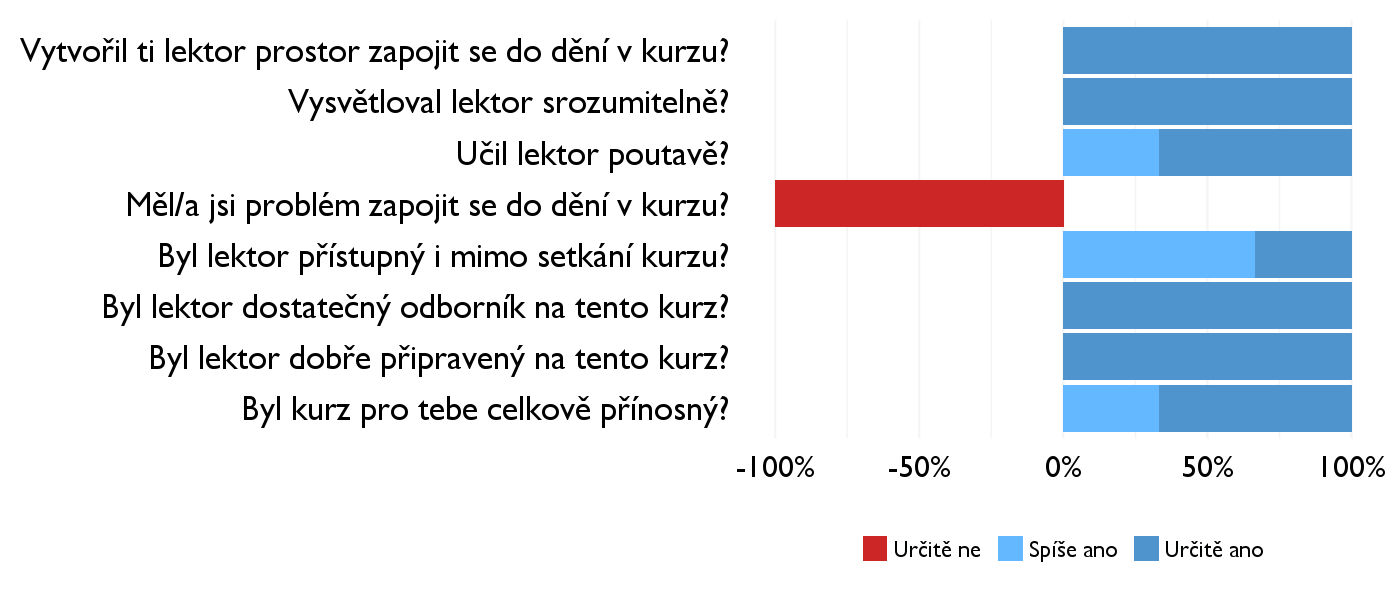 Vytvořil ti lektor prostor zapojit se do dění v kurzu?
Vysvětloval lektor srozumitelně?
Učil lektor poutavě?
Měl/a jsi problém zapojit se do dění v kurzu?
Byl lektor přístupný i mimo setkání kurzu?
Byl lektor dostatečný odborník na tento kurz?
Byl lektor dobře připravený na tento kurz?
Byl kurz pro tebe celkově přínosný?
-100% -50% 0% 50% 100%
Určitě ne Spíše ano Určitě ano